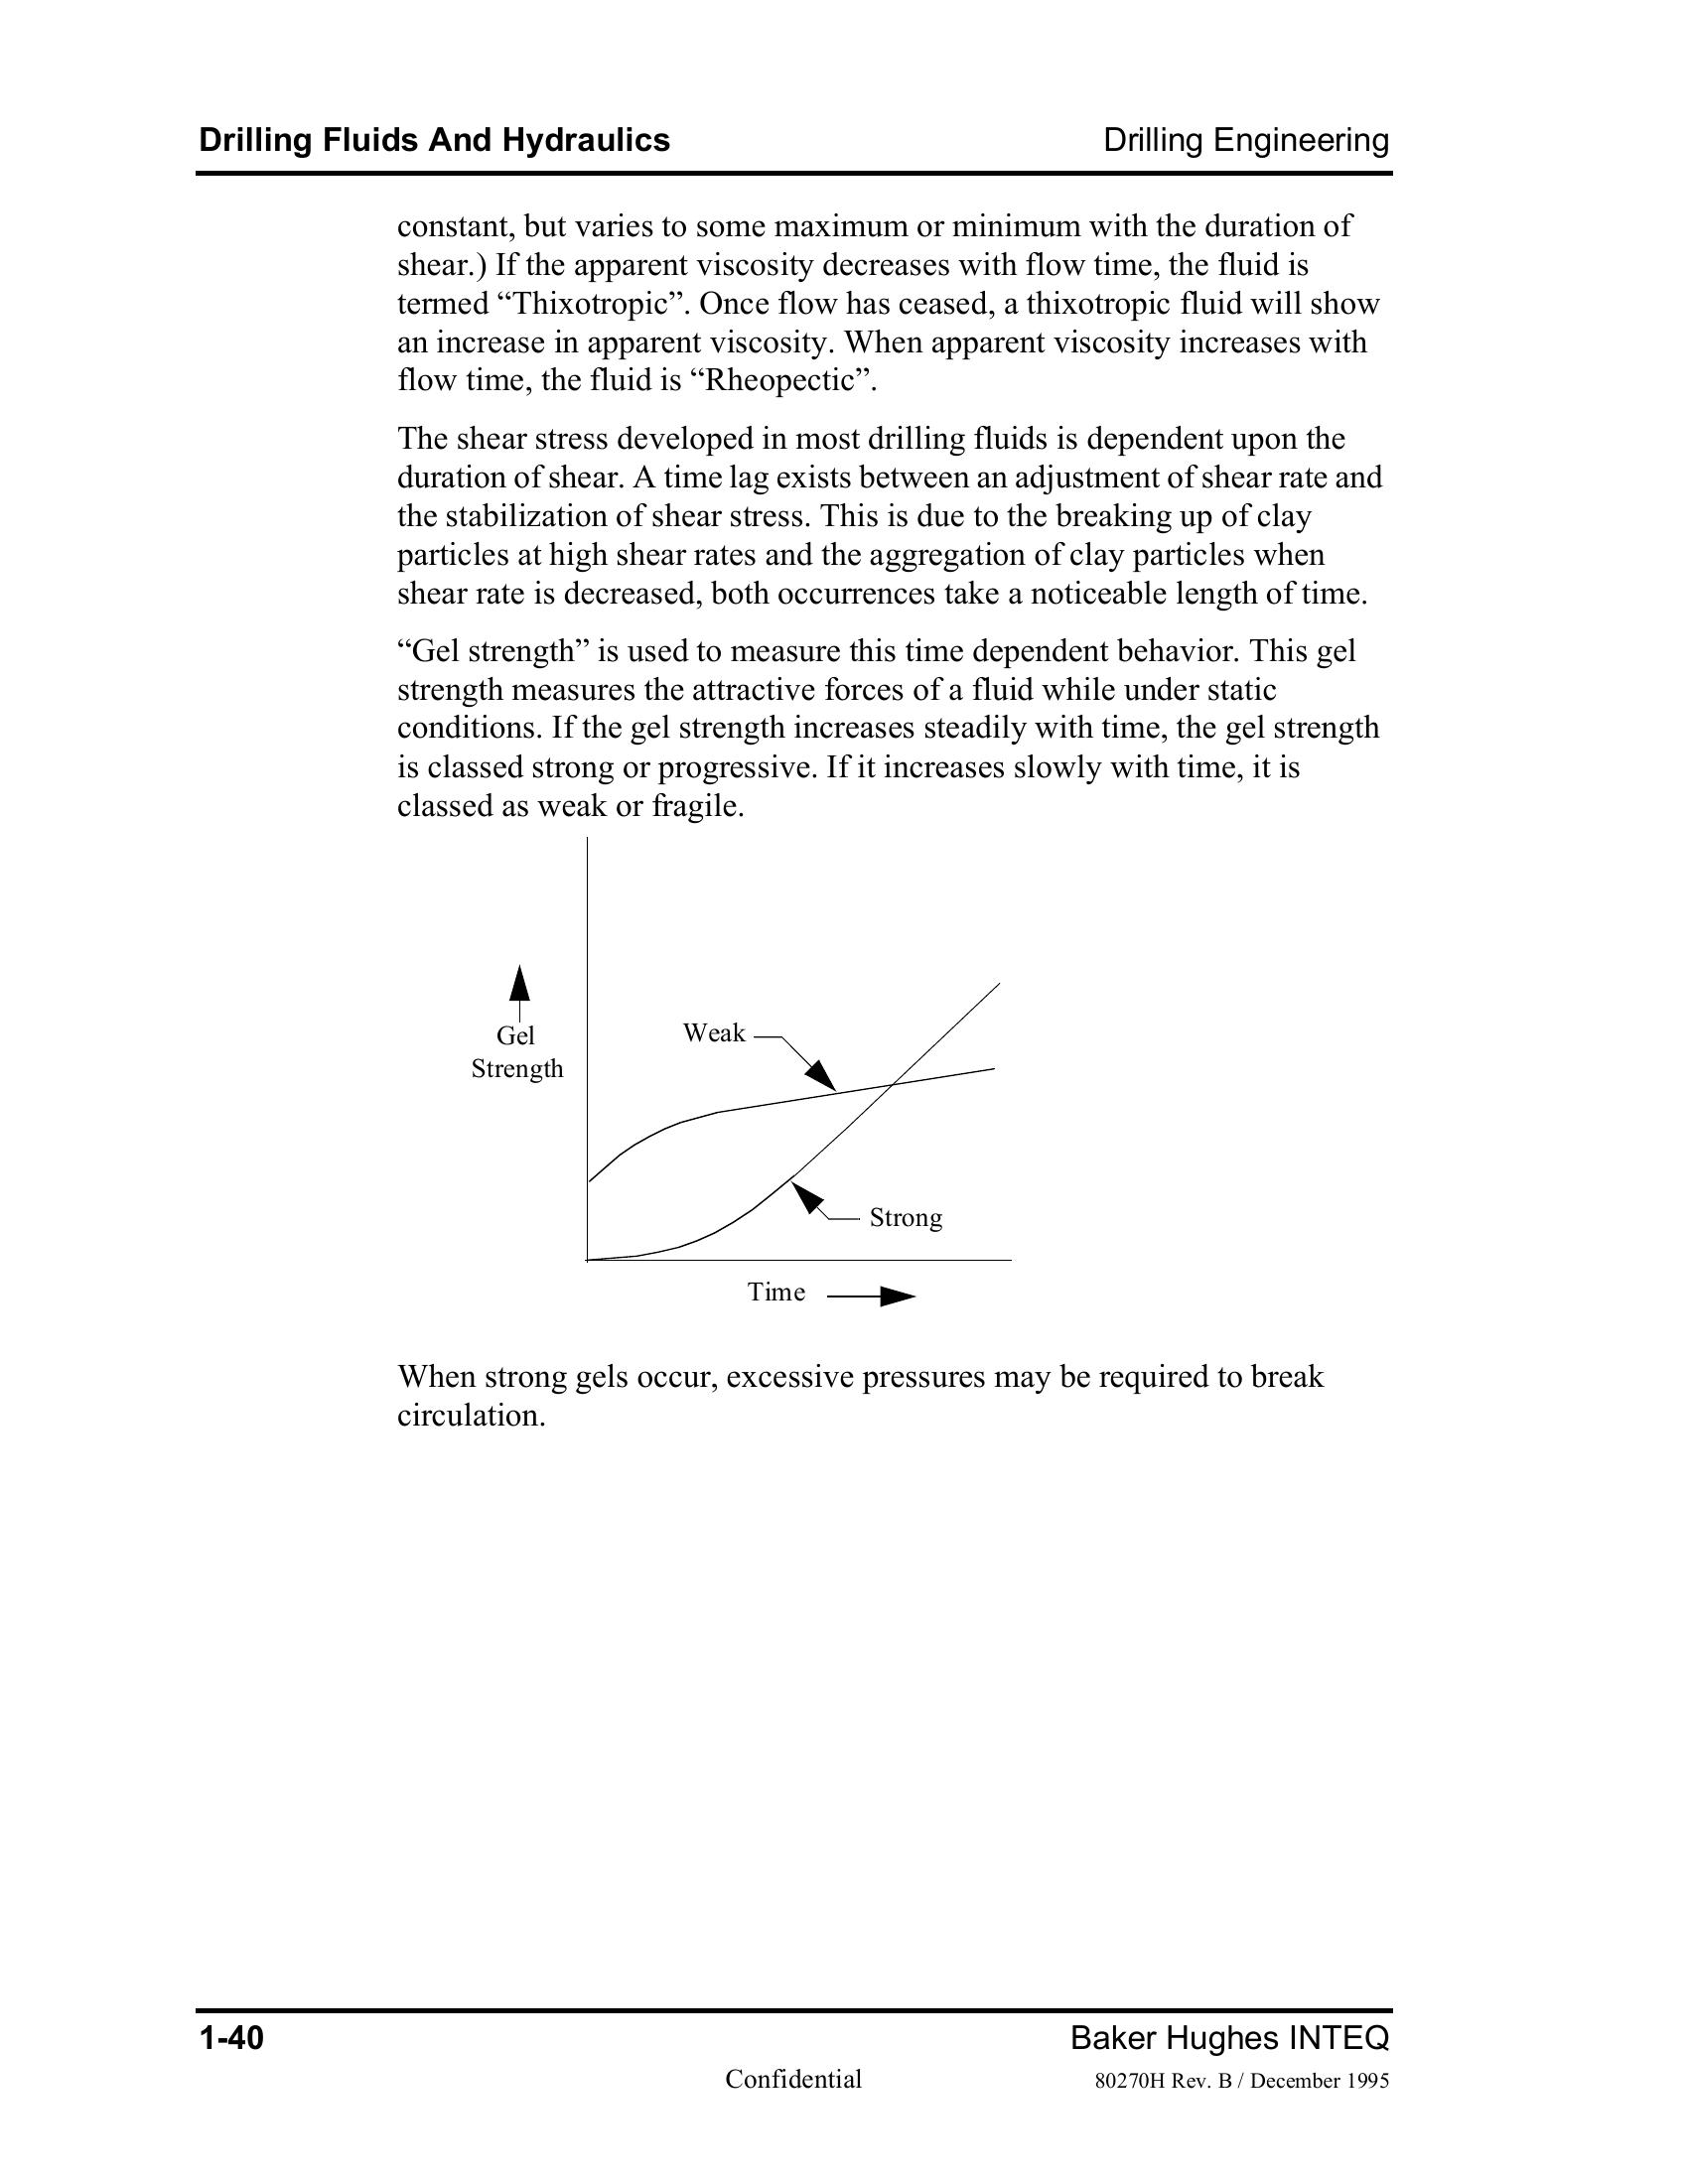 Drilling Fluids And Hydraulics Drilling Engineering
constant, but varies to some maximum or minimum with the duration of
shear.) If the apparent viscosity decreases with flow time, the fluid is
termed “Thixotropic”. Once flow has ceased, a thixotropic fluid will show
an increase in apparent viscosity. When apparent viscosity increases with
flow time, the fluid is “Rheopectic”.
The shear stress developed in most drilling fluids is dependent upon the
duration of shear. A time lag exists between an adjustment of shear rate and
the stabilization of shear stress. This is due to the breaking up of clay
particles at high shear rates and the aggregation of clay particles when
shear rate is decreased, both occurrences take a noticeable length of time.
“Gel strength” is used to measure this time dependent behavior. This gel
strength measures the attractive forces of a fluid while under static
conditions. If the gel strength increases steadily with time, the gel strength
is classed strong or progressive. If it increases slowly with time, it is
classed as weak or fragile.
Gel
Strength
Weak
Strong
Time
When strong gels occur, excessive pressures may be required to break
circulation.
1-40 Baker Hughes INTEQ
Confidential 80270H Rev. B / December 1995